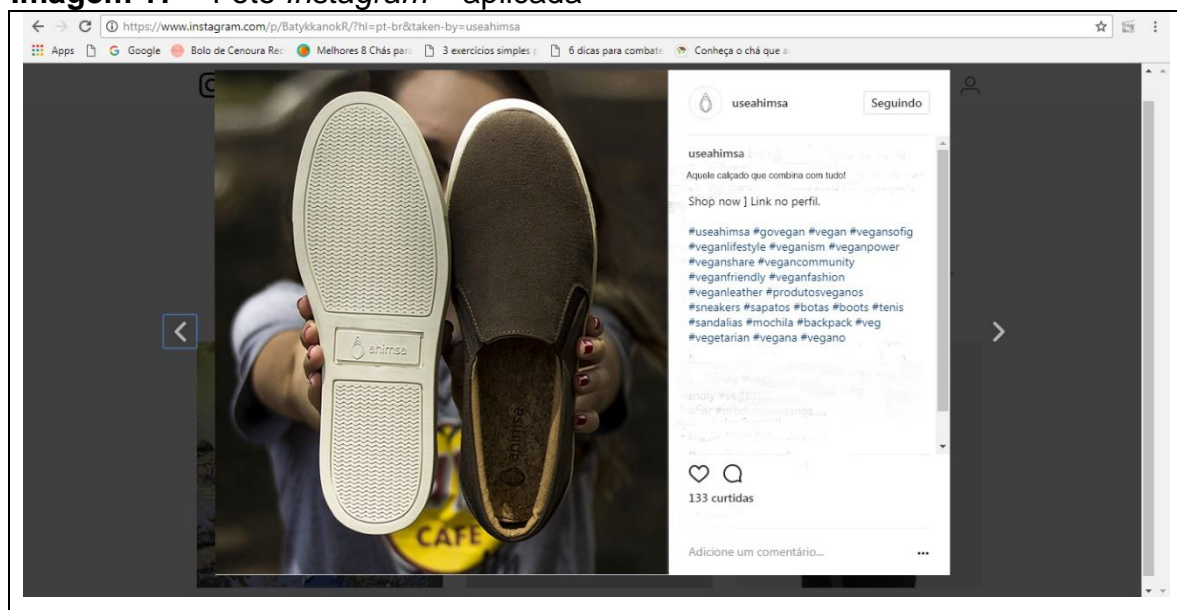 Foto Instagram – aplicada
https://www.instagram.com/p/BatykkanokR/?hl=pt-br&taken-by=useahimsa
Apps Google Bolo de Cenoura Rec Melhores 8 Chás para 3 exercícios simples 6 dicas para combate Conheça o chá que a
useahimsa Seguindo
useahimsa
Aquele calçado que combina com tudo!
Shop now ] Link no perfil.
#useahimsa #govegan #vegan #vegansofig
#veganlifestyle #veganism #veganpower
#veganshare #vegancommunity
#veganfriendly #veganfashion
#veganleather #produtosveganos
#sneakers #sapatos #botas #boots #tenis
#sandalias #mochila #backpack #veg
#vegetarian #vegana #vegano
133 curtidas
Adicione um comentário...
ahimsa
ahimsa
CAFE